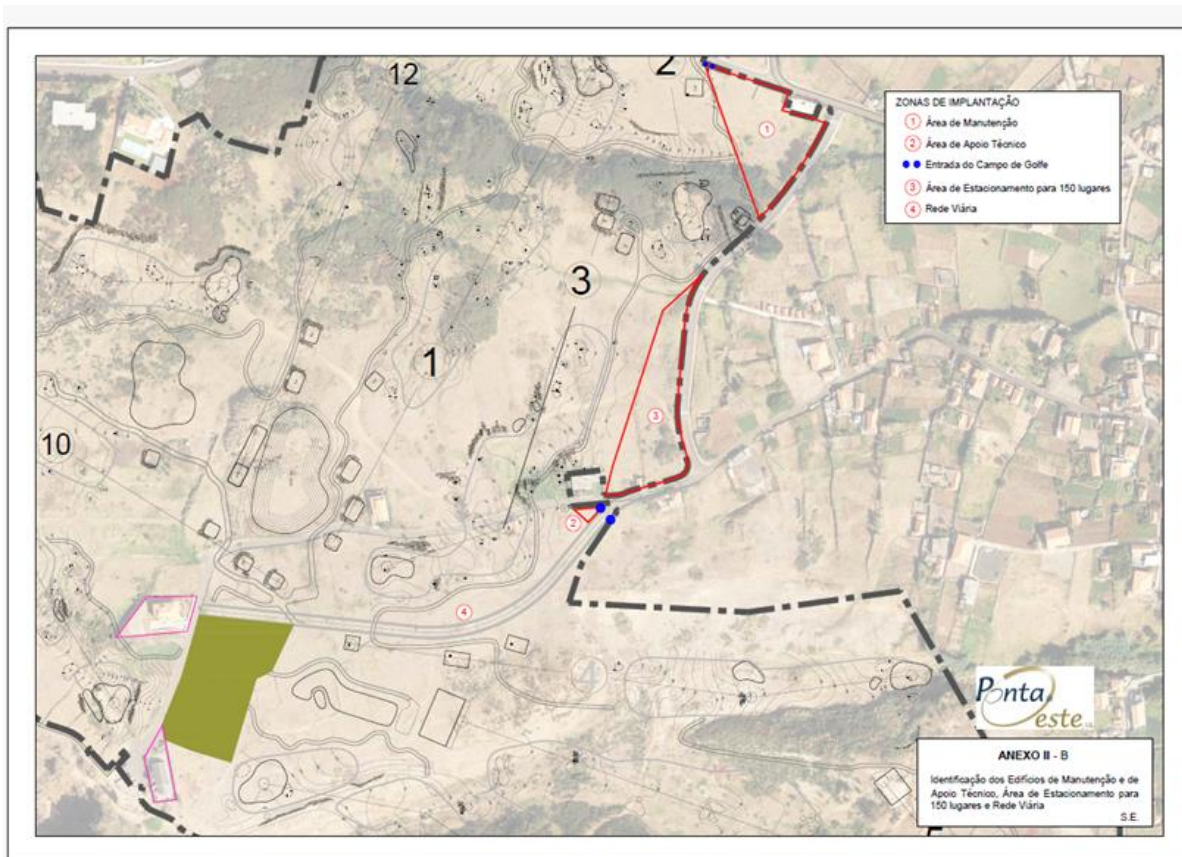 12
2
ZONAS DE IMPLANTAÇÃO
1 Área de Manutenção
2 Área de Apoio Técnico
Entrada do Campo de Golfe
3 Área de Estacionamento para 150 lugares
4 Rede Viária
1
3
1
10
3
2
4
4
Ponta
oeste
ANEXO II - B
Identificação dos Edifícios de Manutenção e de
Apoio Técnico, Área de Estacionamento para
150 lugares e Rede Viária
S.E.